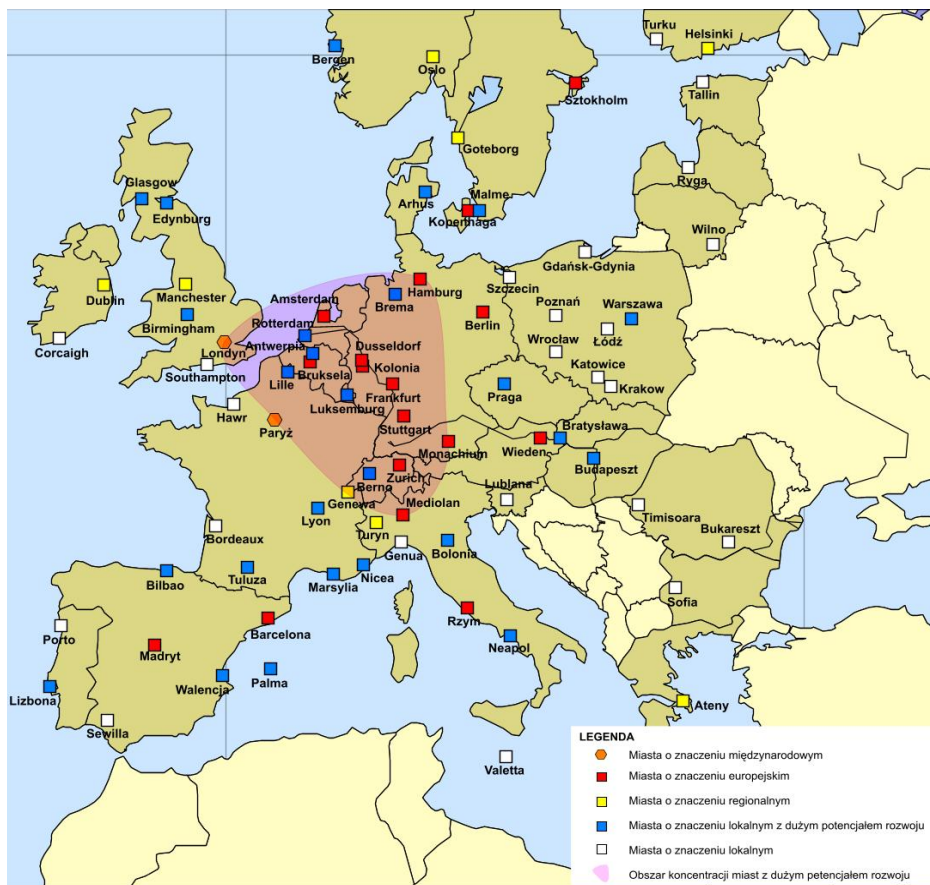 Turku
Helsinki
Bergen
Oslo
Sztokholm
Tallin
Goteborg
Ryga
Glasgow
Edynburg
Arhus
Malme
Kopenhaga
Wilno
Gdańsk-Gdynia
Dublin
Manchester
Amsterdam
Hamburg
Brema
Szczecin
Poznań
Warszawa
Birmingham
Rotterdam
Berlin
Corcaigh
Londyn
Antwerpia
Dusseldorf
Wrocław
Łódź
Southampton
Lille
Bruksela
Kolonia
Katowice
Krakow
Hawr
Luksemburg
Frankfurt
Praga
Paryż
Stuttgart
Bratysława
Monachium
Wieden
Budapeszt
Berno
Zurich
Lublana
Genewa
Mediolan
Lyon
Timisoara
Bordeaux
Turyn
Bukareszt
Genua
Bolonia
Bilbao
Tuluza
Marsylia
Nicea
Sofia
Porto
Barcelona
Rzym
Madryt
Neapol
Lizbona
Walencja
Palma
Ateny
Sewilla
Valetta
LEGENDA
Miasta o znaczeniu międzynarodowym
Miasta o znaczeniu europejskim
Miasta o znaczeniu regionalnym
Miasta o znaczeniu lokalnym z dużym potencjałem rozwoju
Miasta o znaczeniu lokalnym
Obszar koncentracji miast z dużym petencjałem rozwoju